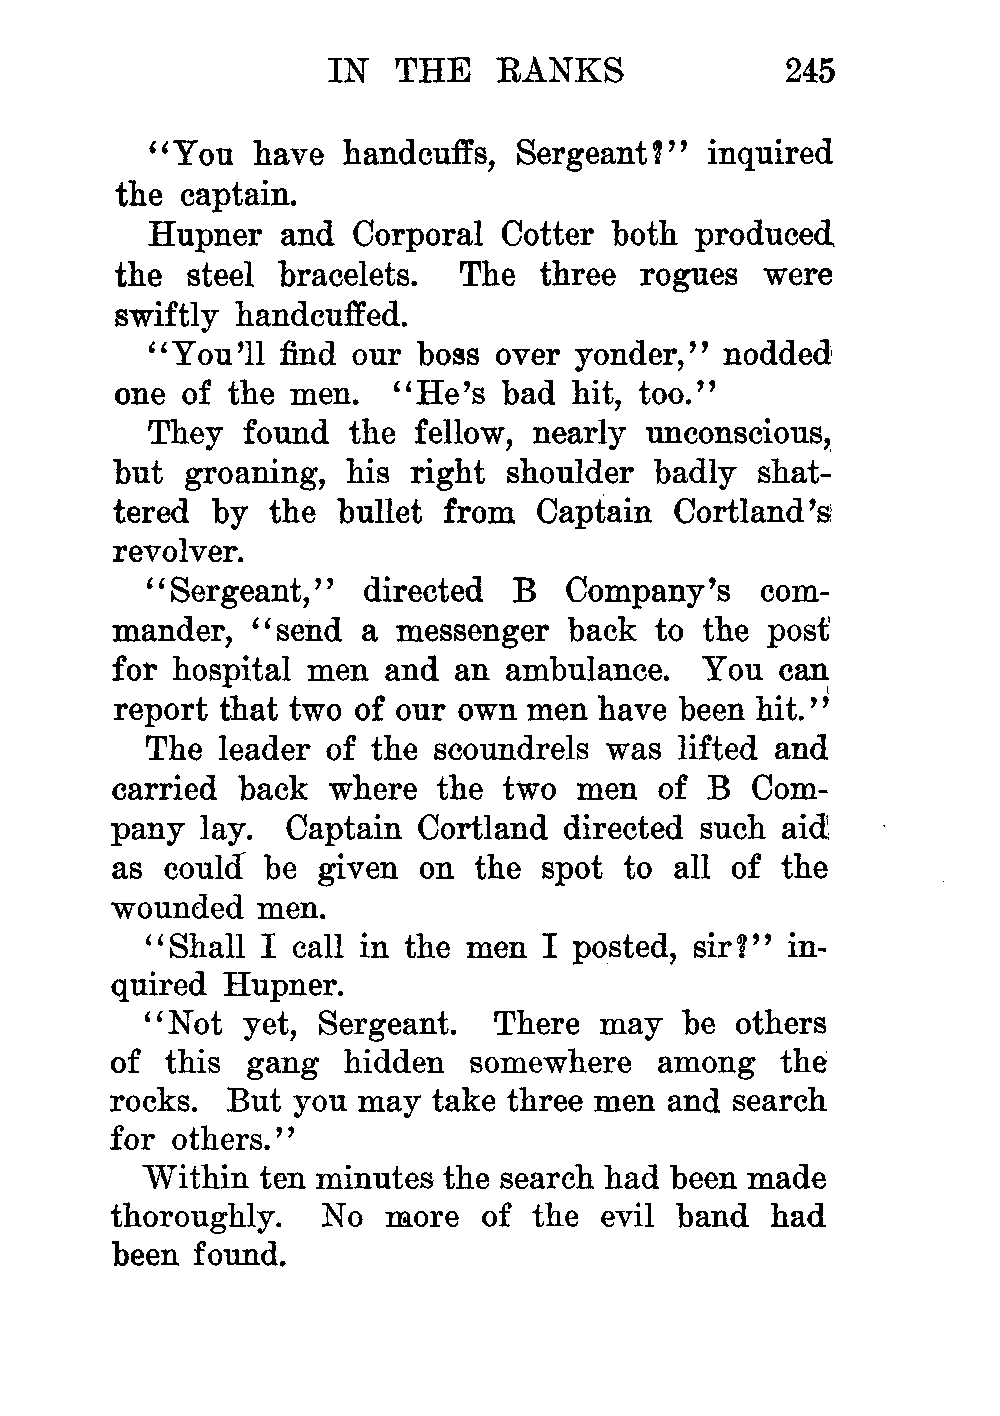 IN THE RANKS 245
"You have handcuffs, Sergeant?" inquired
the captain.
Hupner and Corporal Cotter both produced
the steel bracelets. The three rogues were
swiftly handcuffed.
"You'll find our boss over yonder," nodded
one of the men. "He's bad hit, too."
They found the fellow, nearly unconscious,
but groaning, his right shoulder badly shat-
tered by the bullet from Captain Cortland's
revolver.
"Sergeant," directed B Company's com-
mander, "send a messenger back to the post
for hospital men and an ambulance. You can
report that two of our own men have been hit."
The leader of the scoundrels was lifted and
carried back where the two men of B Com-
pany lay. Captain Cortland directed such aid
as could be given on the spot to all of the
wounded men.
"Shall I call in the men I posted, sir?" in-
quired Hupner.
"Not yet, Sergeant. There may be others
of this gang hidden somewhere among the
rocks. But you may take three men and search
for others."
Within ten minutes the search had been made
thoroughly. No more of the evil band had
been found.